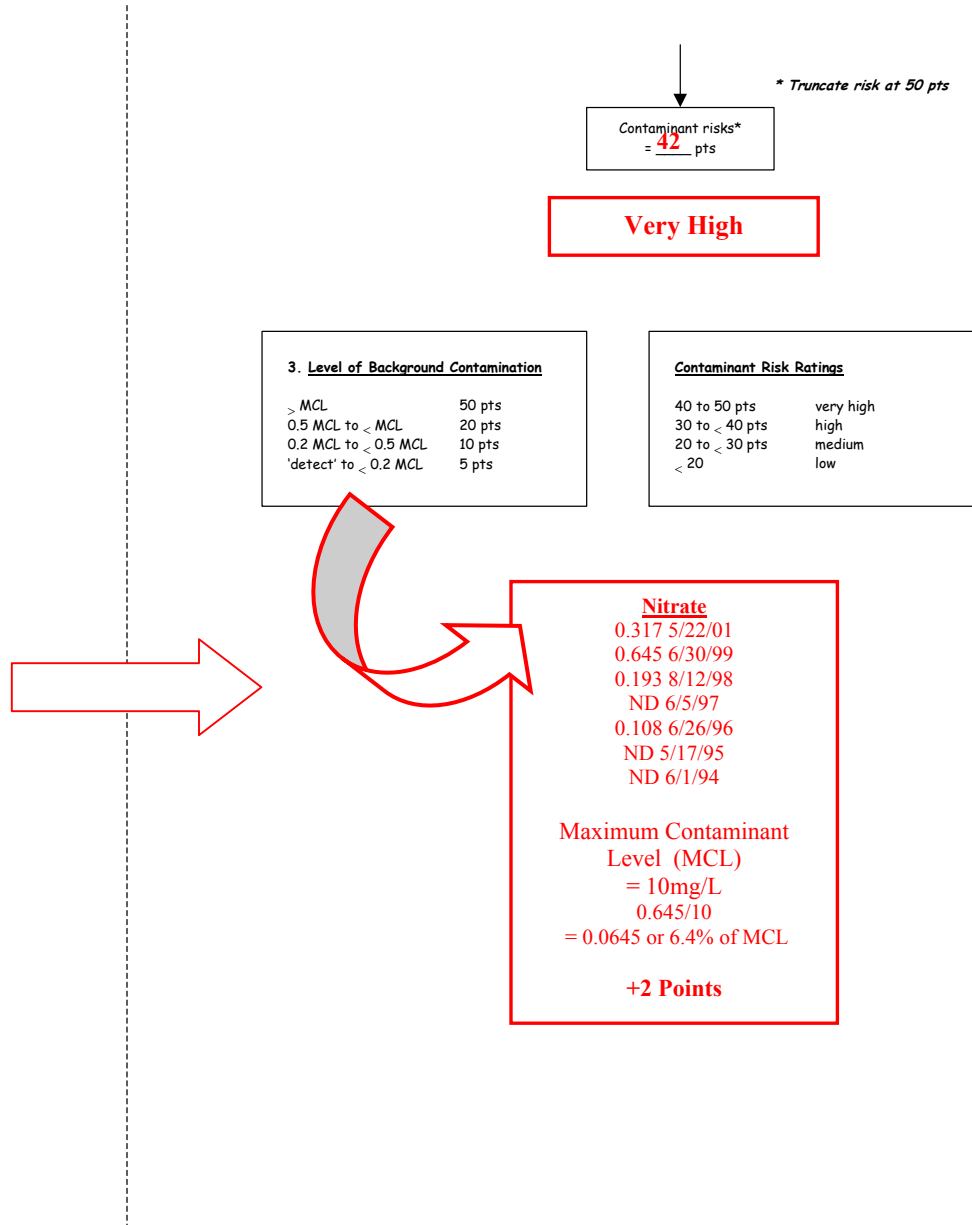 * Truncate risk at 50 pts
Contaminant risks*
= 42 pts
Very High
3. Level of Background Contamination
> MCL 50 pts
0.5 MCL to < MCL 20 pts
0.2 MCL to < 0.5 MCL 10 pts
'detect' to < 0.2 MCL 5 pts
Contaminant Risk Ratings
40 to 50 pts very high
30 to < 40 pts high
20 to < 30 pts medium
< 20 low
Nitrate
0.317 5/22/01
0.645 6/30/99
0.193 8/12/98
ND 6/5/97
0.108 6/26/96
ND 5/17/95
ND 6/1/94
Maximum Contaminant
Level (MCL)
= 10mg/L
0.645/10
= 0.0645 or 6.4% of MCL
+2 Points